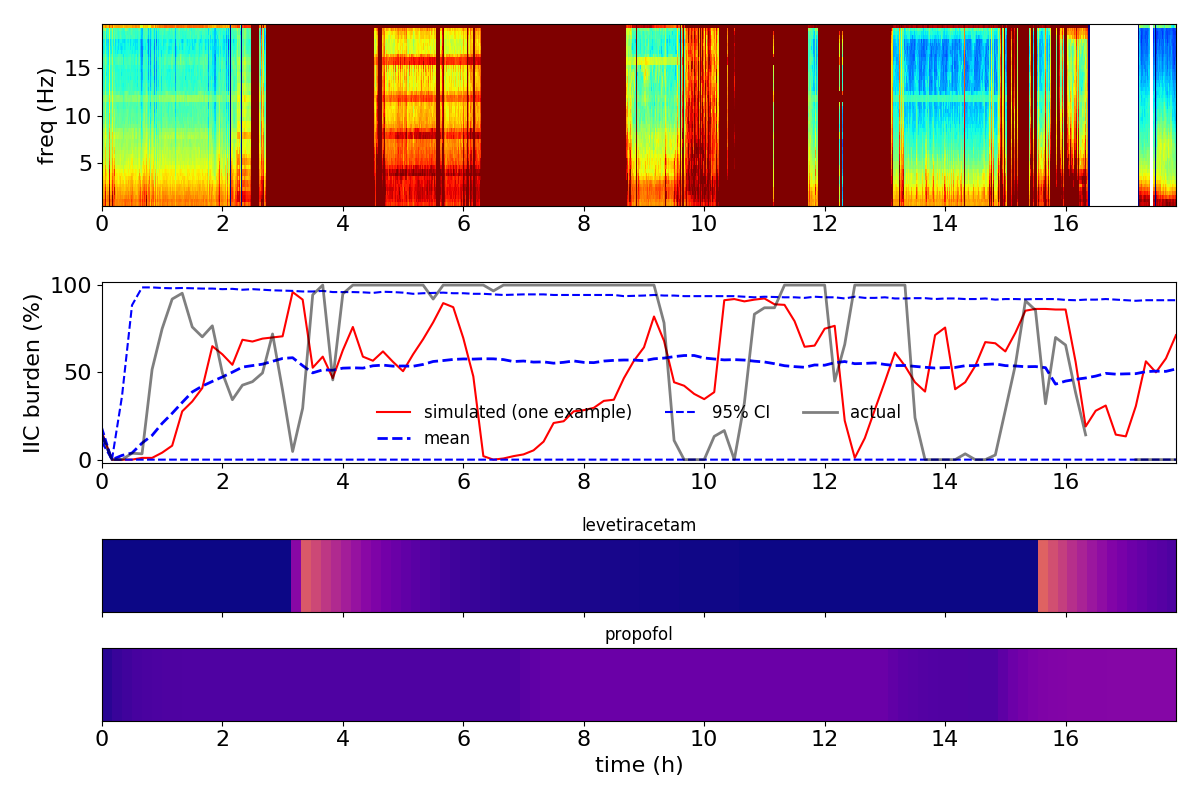 freq (Hz)
15
10
5
0 2 4 6 8 10 12 14 16
IIC burden (%)
100
50
0
simulated (one example) 95% CI actual
mean
0 2 4 6 8 10 12 14 16
levetiracetam
propofol
0 2 4 6 8 10 12 14 16
time (h)